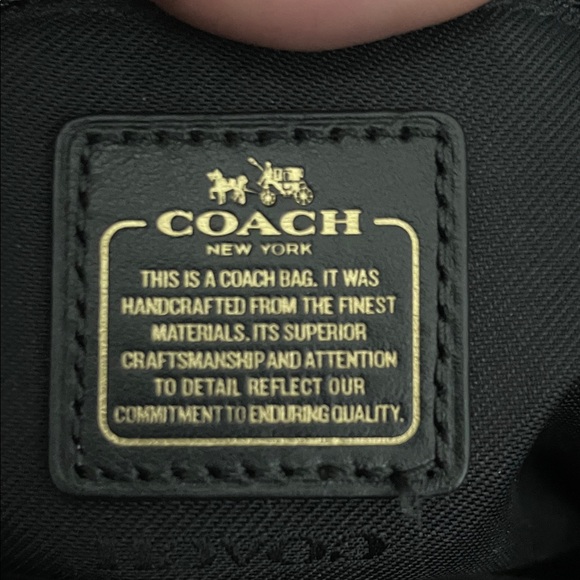 COACH
NEW YORK
THIS IS A COACH BAG. IT WAS
HANDCRAFTED FROM THE FINEST
MATERIALS. ITS SUPERIOR
CRAFTSMANSHIP AND ATTENTION
TO DETAIL REFLECT OUR
COMMITMENT TO ENDURING QUALITY.